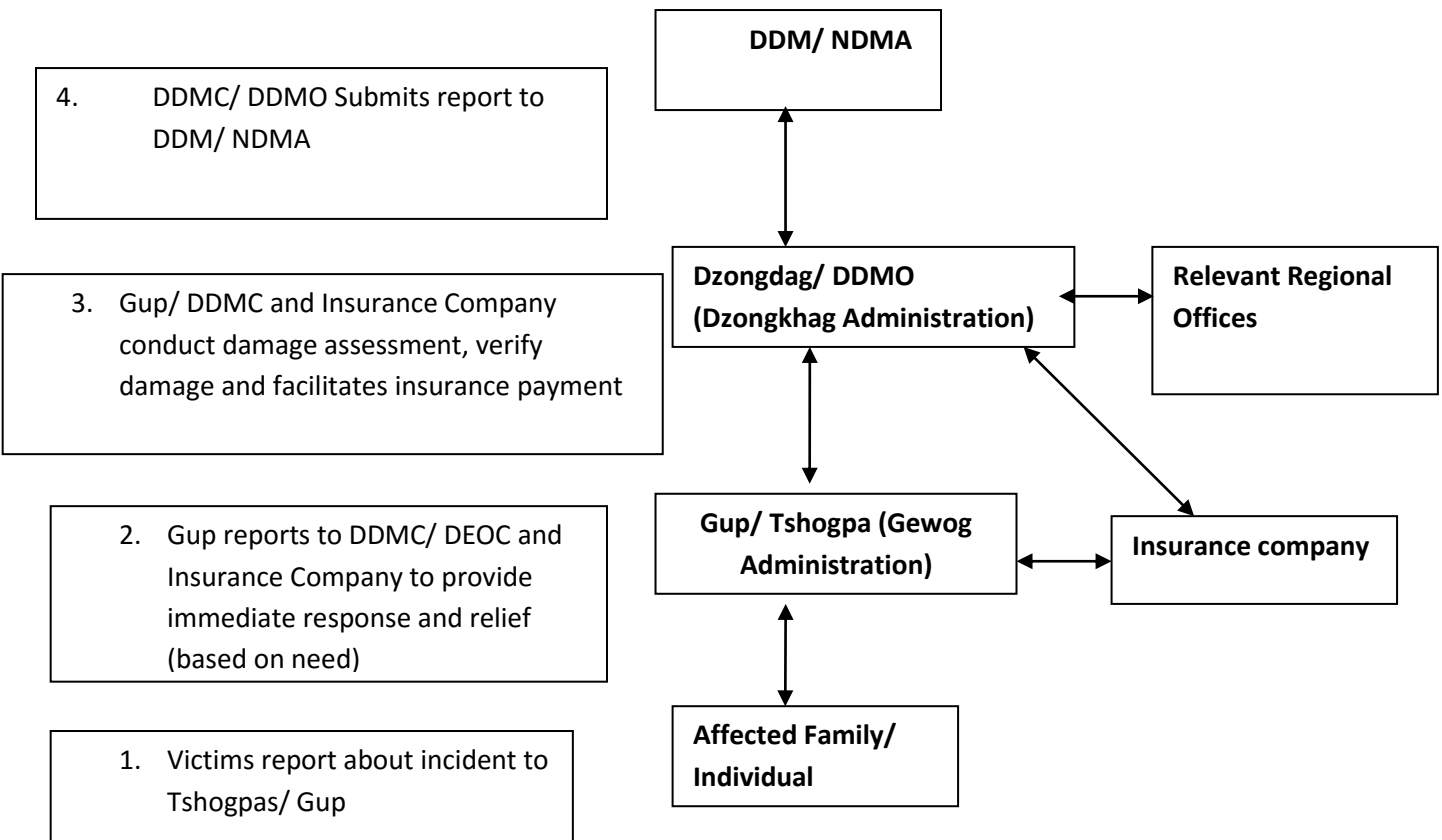 DDM/ NDMA
4. DDMC/ DDMO Submits report to
DDM/ NDMA
Dzongdag/ DDMO
(Dzongkhag Administration)
Relevant Regional
Offices
3. Gup/ DDMC and Insurance Company
conduct damage assessment, verify
damage and facilitates insurance payment
Gup/ Tshogpa (Gewog
Administration)
Insurance company
2. Gup reports to DDMC/ DEOC and
Insurance Company to provide
immediate response and relief
(based on need)
Affected Family/
Individual
1. Victims report about incident to
Tshogpas/ Gup